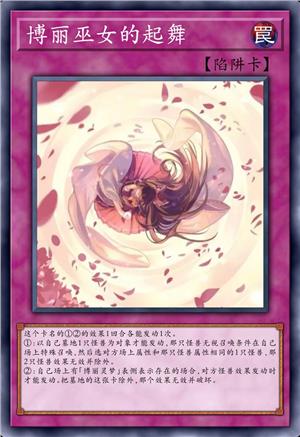 博丽巫女的起舞
罠
【陷阱卡】
这个卡名的①②的效果1回合各能发动1次。
①:以自己墓地1只怪兽为对象才能发动。那只怪兽无视召唤条件在自己
场上特殊召唤,然后选对方场上属性和那只怪兽属性相同的1只怪兽,那
2只怪兽效果无效并除外。
②:自己场上有「博丽灵梦」表侧表示存在的场合,对方怪兽效果发动时
才能发动。把墓地的这张卡除外,那个效果无效并破坏。